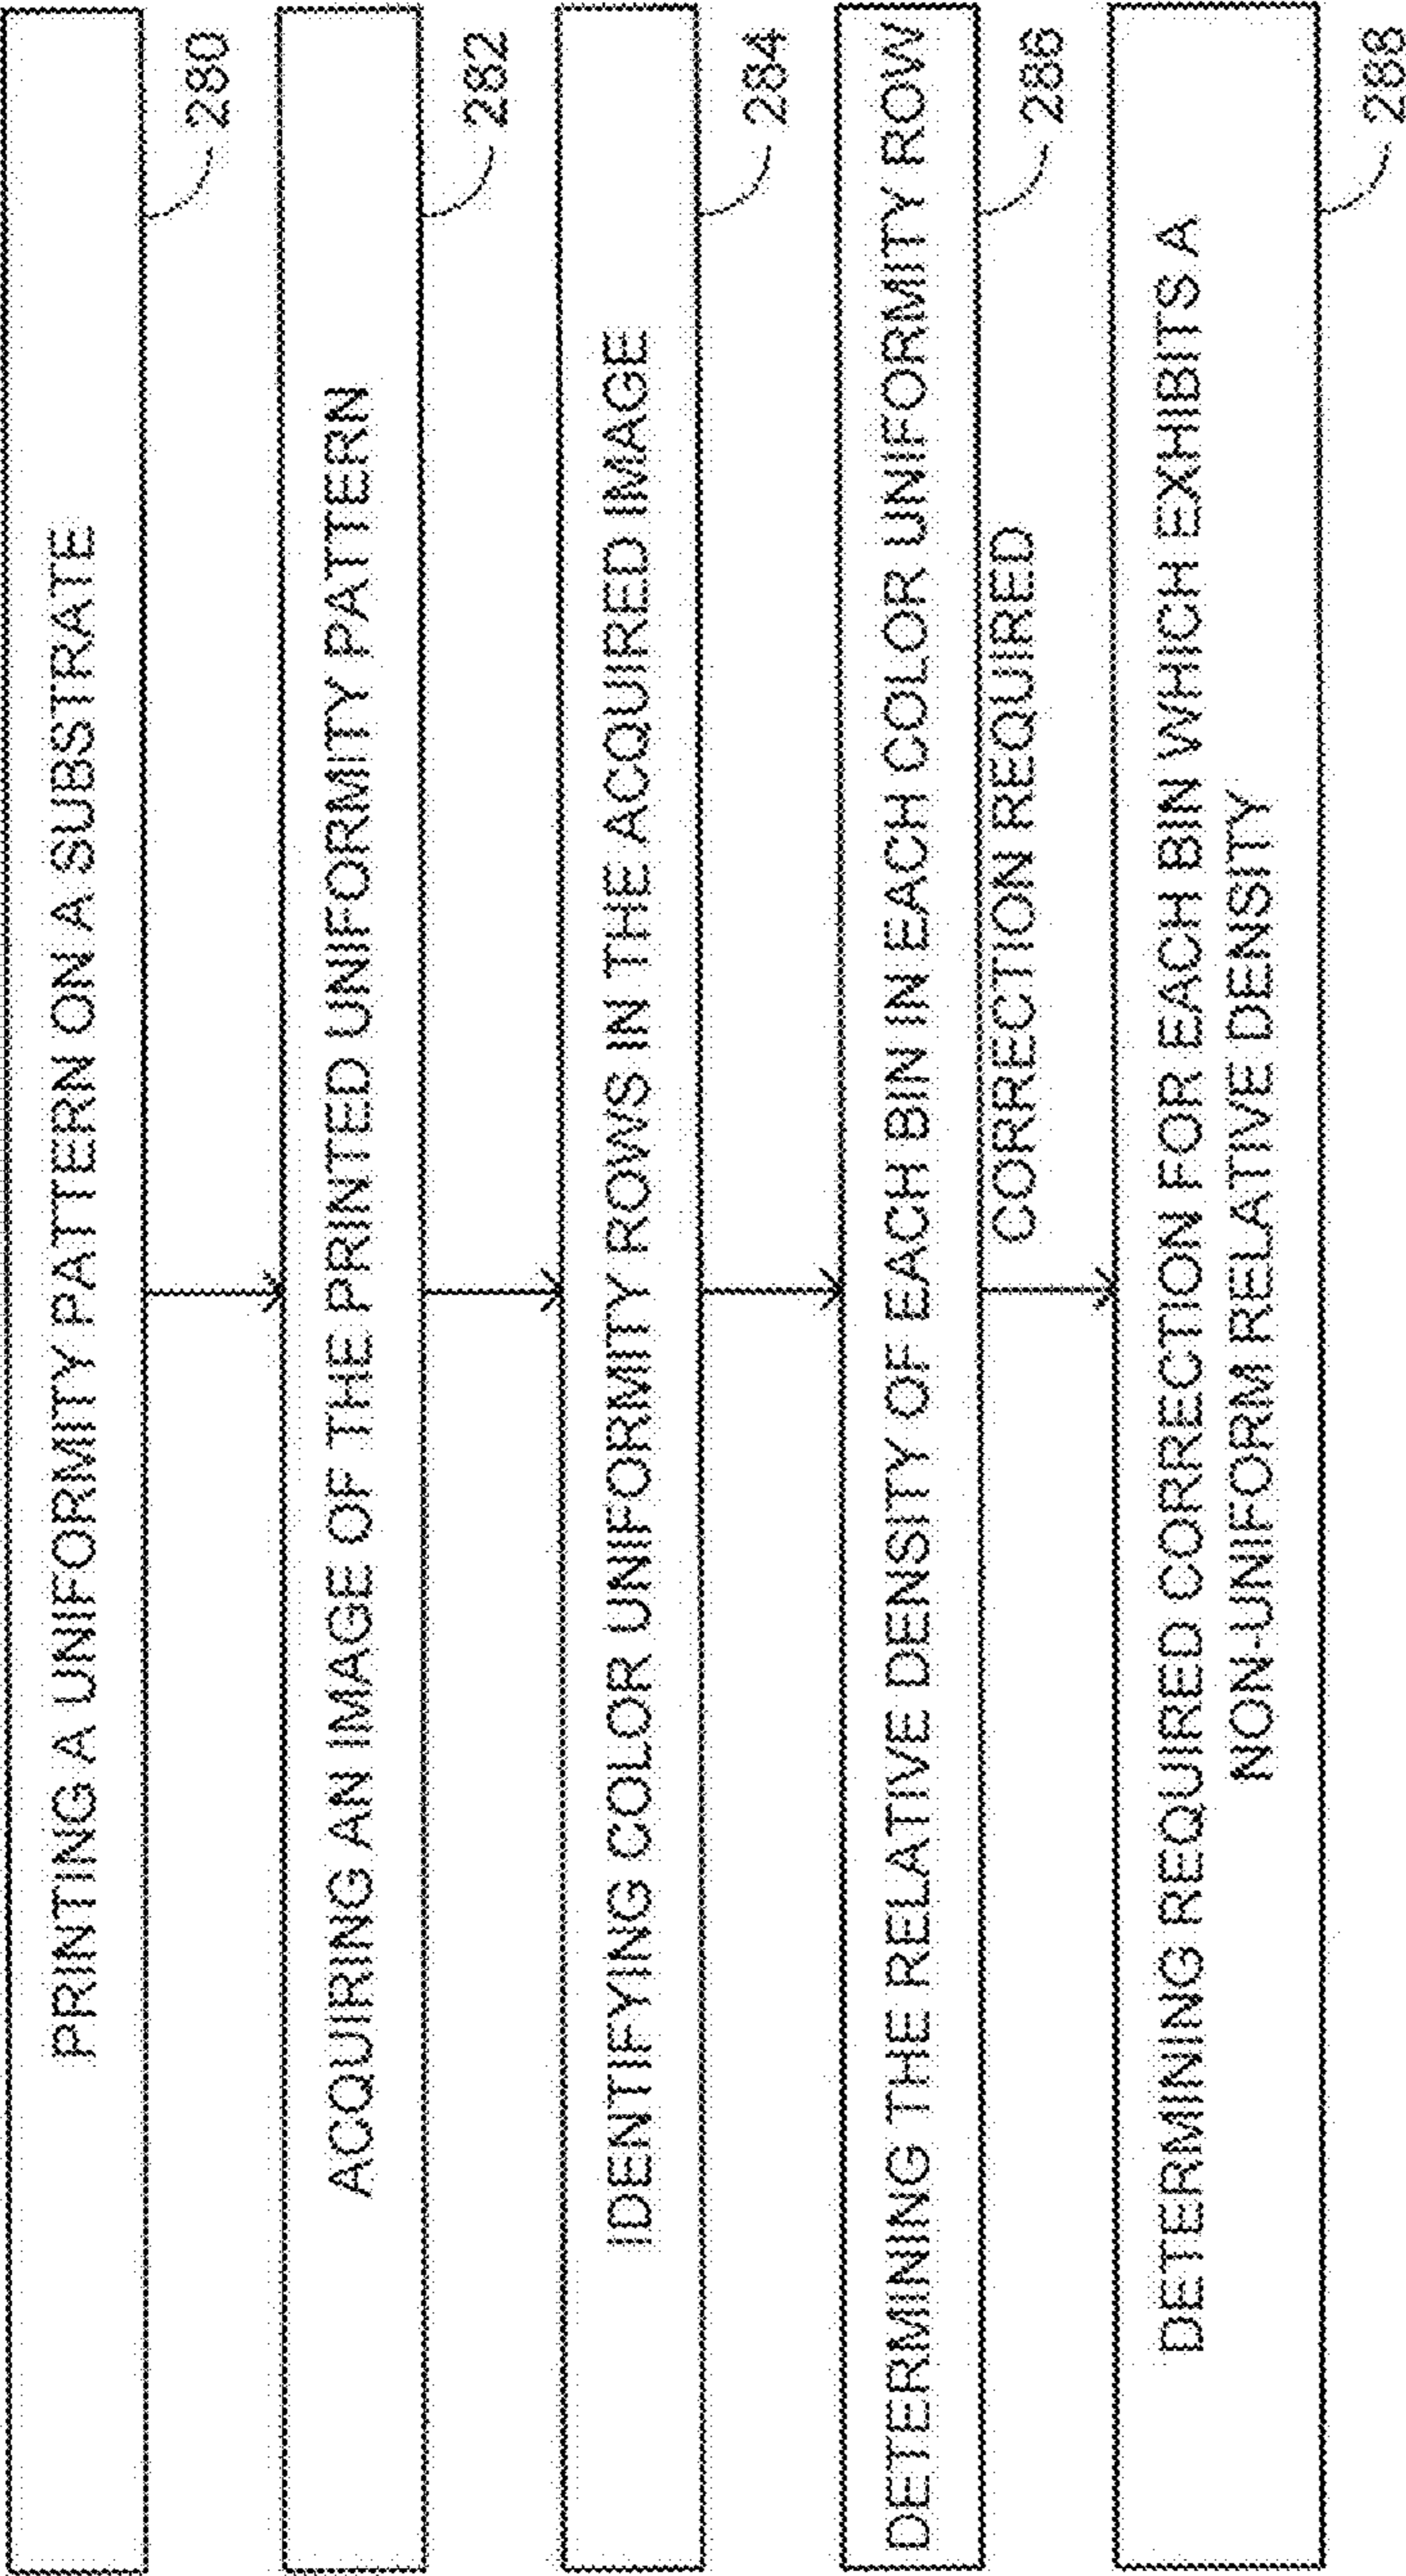 PRINTING A UNIFORMITY PATTERN ON A SUBSTRATE
280
ACQUIRING AN IMAGE OF THE PRINTED UNIFORMITY PATTERN
282
IDENTIFYING COLOR UNIFORMITY ROWS IN THE ACQUIRED IMAGE
284
DETERMINING THE RELATIVE DENSITY OF EACH BIN IN EACH COLOR UNIFORMITY ROW
286
CORRECTION REQUIRED
DETERMINING REQUIRED CORRECTION FOR EACH BIN WHICH EXHIBITS A
NON-UNIFORM RELATIVE DENSITY
288